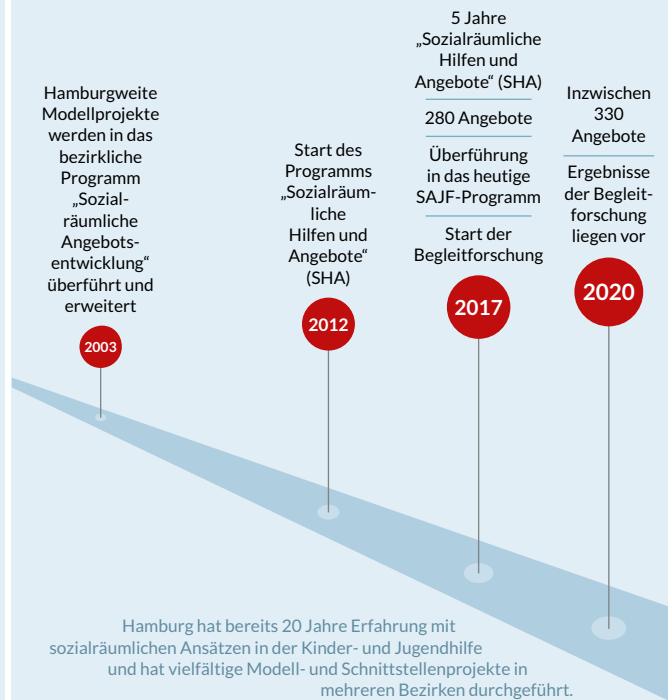 Hamburgweite
Modellprojekte
werden in das
bezirkliche
Programm
„Sozial-
räumliche
Angebots-
entwicklung“
überführt und
erweitert
2003
Start des
Programms
„Sozialräum-
liche
Hilfen und
Angebote“
(SHA)
2012
5 Jahre
„Sozialräumliche
Hilfen und
Angebote“ (SHA)
280 Angebote
Überführung
in das heutige
SAJF-Programm
Start der
Begleitforschung
2017
Inzwischen
330
Angebote
Ergebnisse
der Begleit-
forschung
liegen vor
2020
Hamburg hat bereits 20 Jahre Erfahrung mit
sozialräumlichen Ansätzen in der Kinder- und Jugendhilfe
und hat vielfältige Modell- und Schnittstellenprojekte in
mehreren Bezirken durchgeführt.